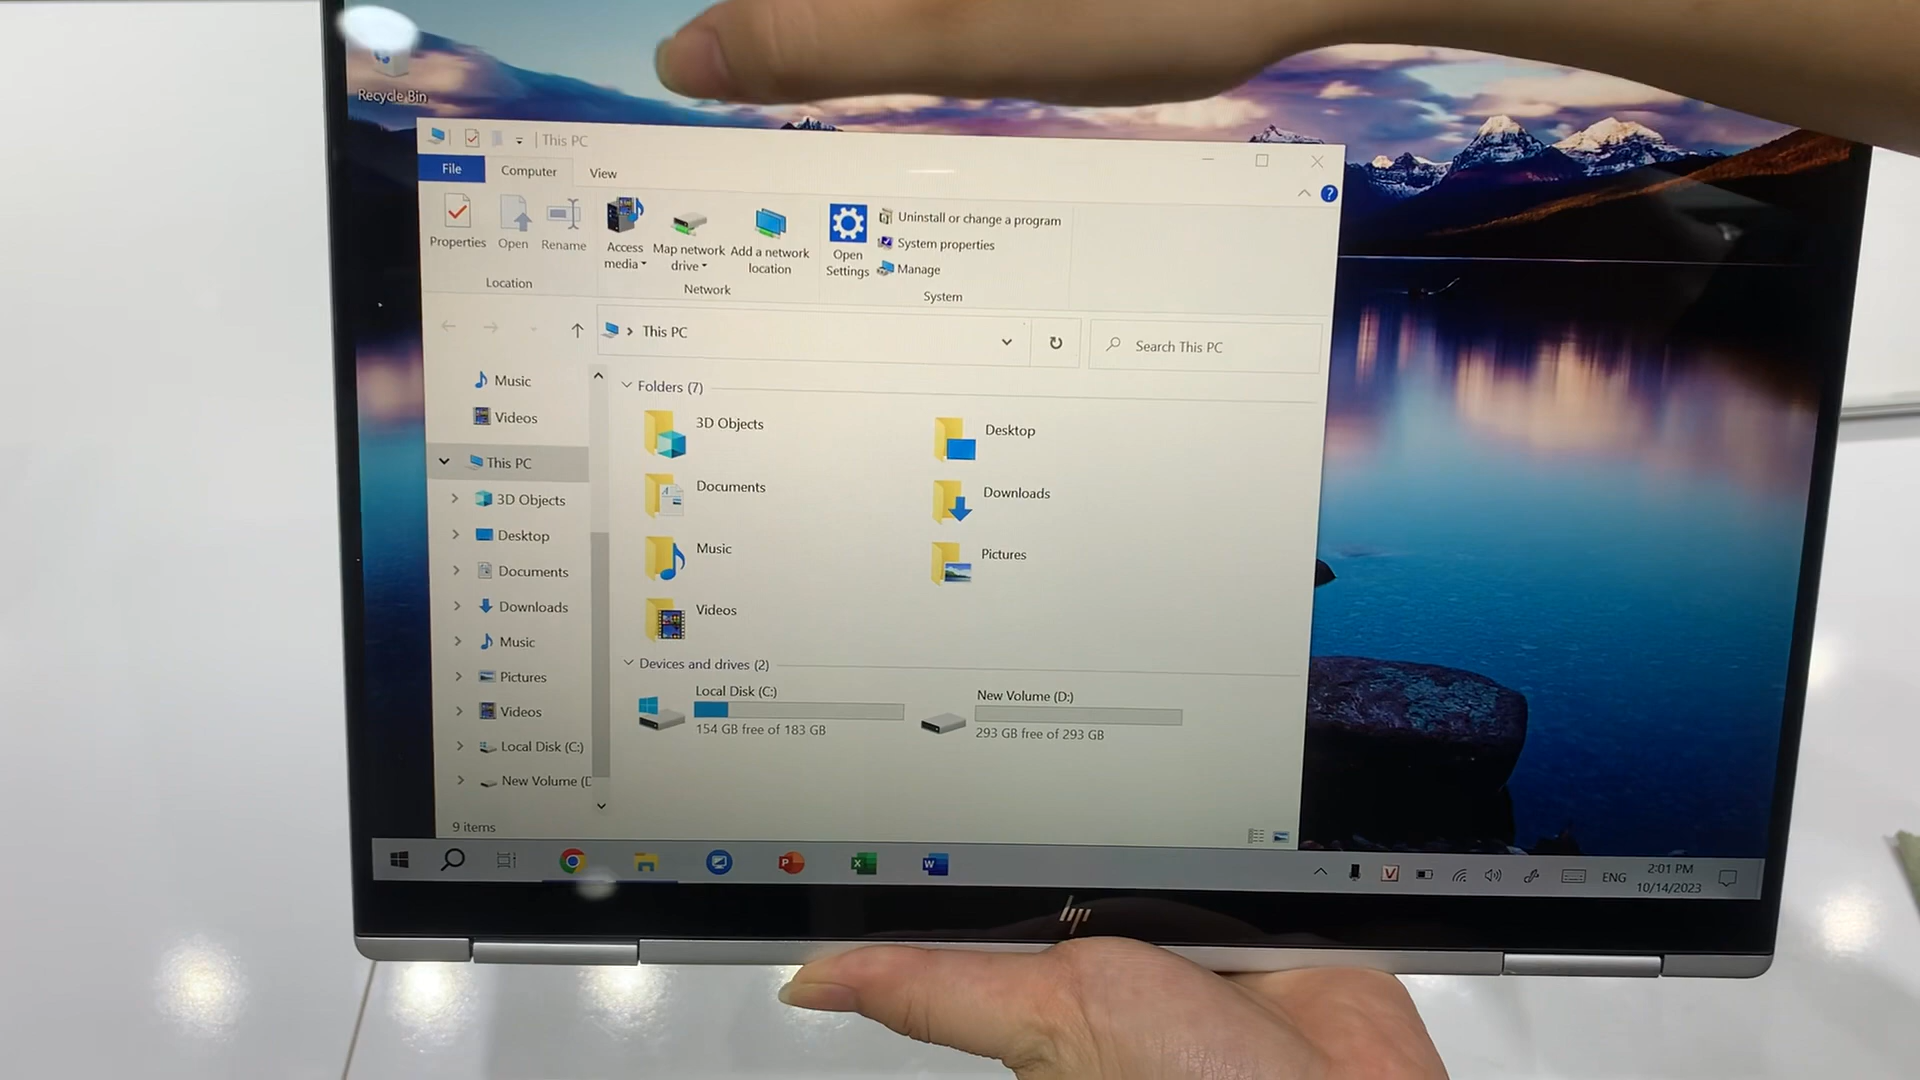 Recycle Bin
This PC
File
Computer
View
Properties
Open
Rename
Access media
Map network drive
Add a network location
Open Settings
Uninstall or change a program
System properties
Manage
Location
Network
System
This PC
Search This PC
Music
Videos
This PC
3D Objects
Desktop
Documents
Downloads
Music
Pictures
Videos
Local Disk (C:)
New Volume (D
Folders (7)
3D Objects
Desktop
Documents
Downloads
Music
Pictures
Videos
Devices and drives (2)
Local Disk (C:)
154 GB free of 183 GB
New Volume (D:)
293 GB free of 293 GB
9 items
ENG
2:01 PM
10/14/2023
hp